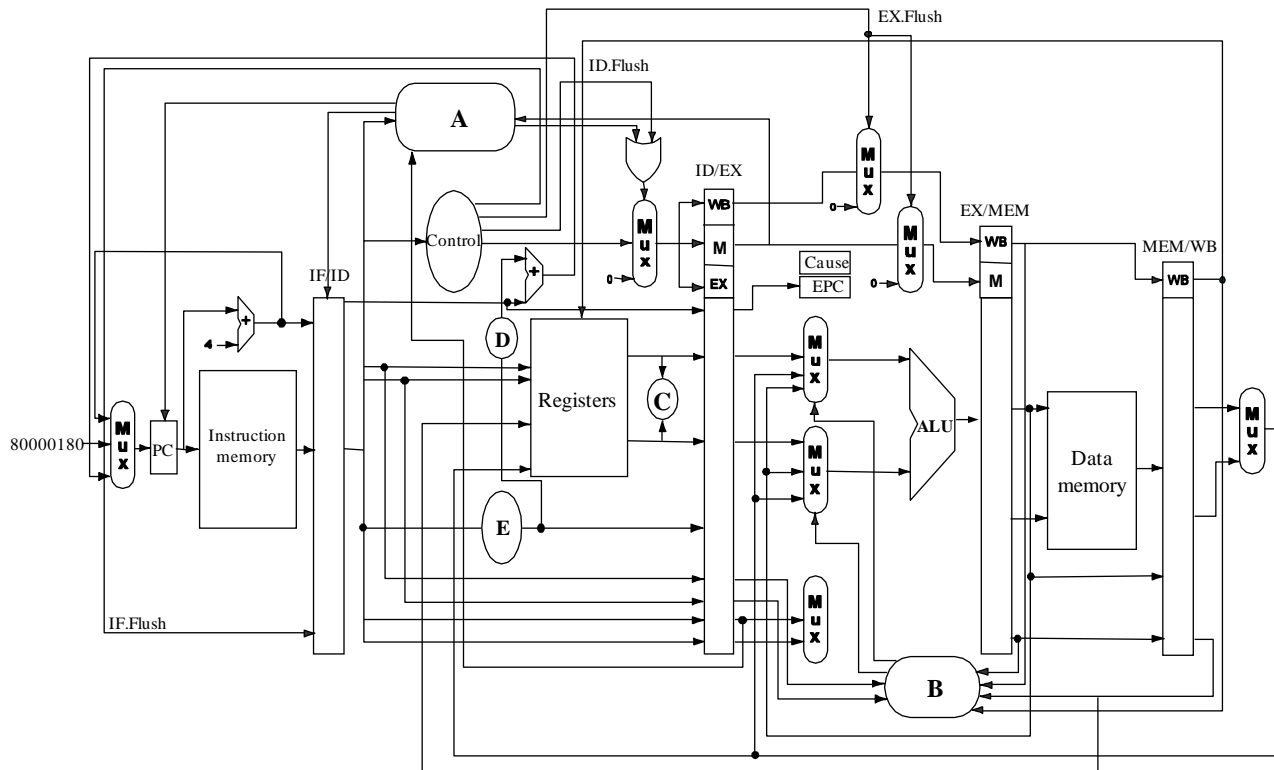 EX.Flush
ID.Flush
A
Mux
ID/EX
WB
EX/MEM
Control
Mux
M
0
Mux
WB
MEM/WB
IF/ID
+
0
EX
Cause
EPC
0
M
WB
+
4
D
Mux
Registers
C
Mux
80000180
Mux
PC
Instruction
memory
ALU
Mux
Data
memory
E
IF.Flush
Mux
B